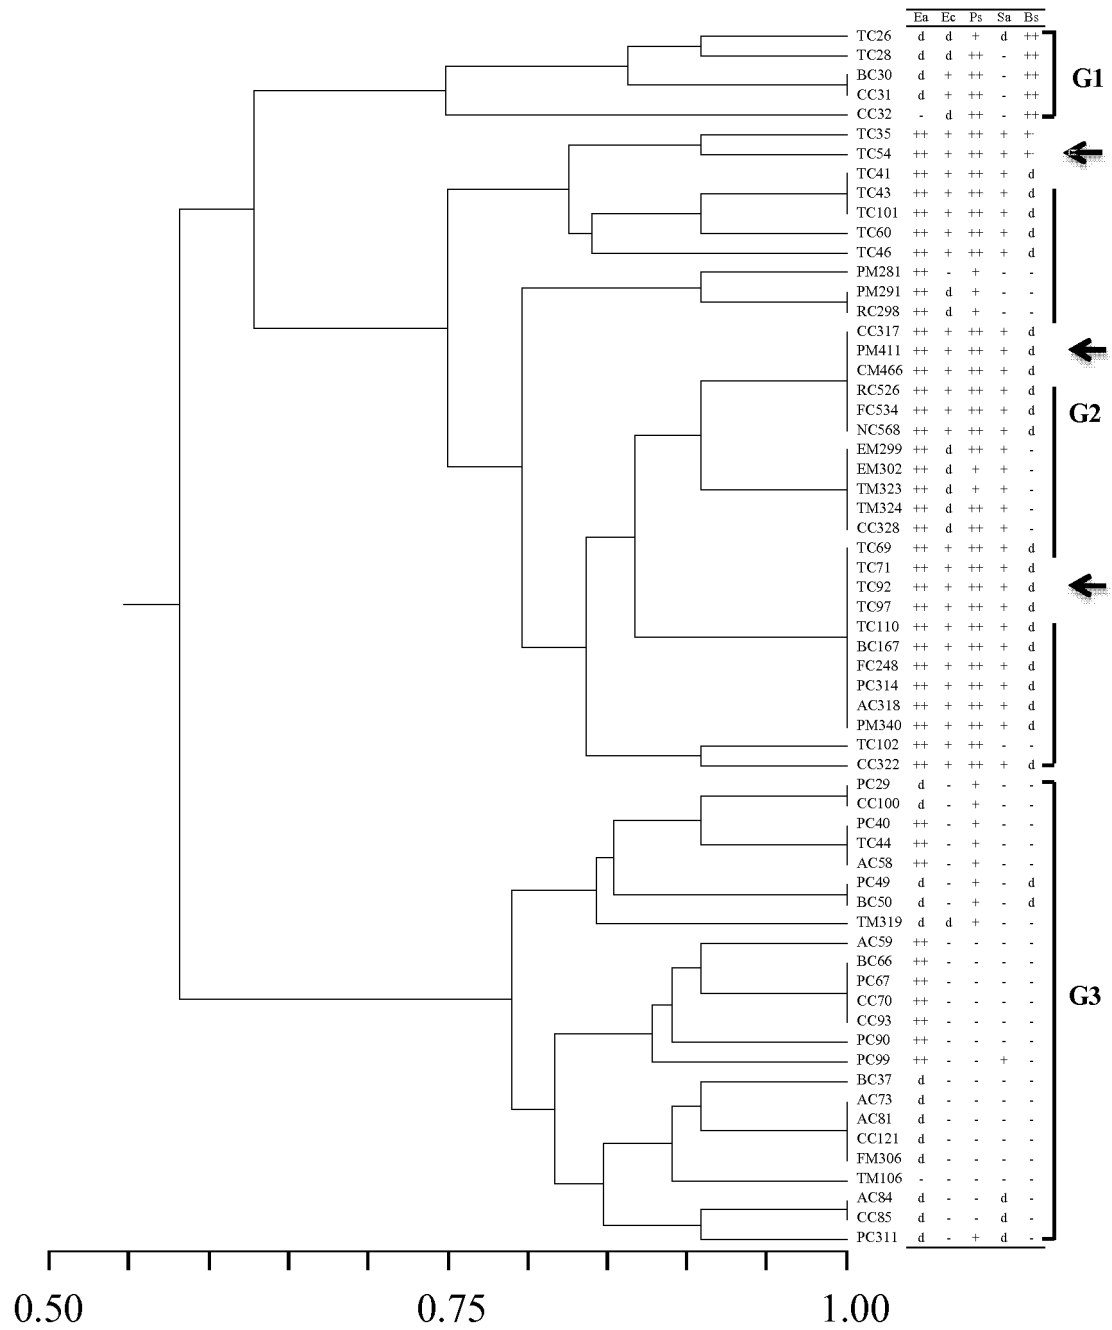 Ea Ec Ps Sa Bs
TC26 d d + d ++
TC28 d d ++ - ++
BC30 d + ++ - ++
G1
CC31 d + ++ - ++
CC32 - d ++ - ++
TC35 ++ + ++ + +
TC54 ++ + ++ + +
TC41 ++ + ++ + d
TC43 ++ + ++ + d
TC101 ++ + ++ + d
TC60 ++ + ++ + d
TC46 ++ + ++ + d
PM281 ++ - + - -
PM291 ++ d + - -
RC298 ++ d + - -
CC317 ++ + ++ + d
PM411 ++ + ++ + d
CM466 ++ + ++ + d
RC526 ++ + ++ + d
FC534 ++ + ++ + d
G2
NC568 ++ + ++ + d
EM299 ++ d ++ + -
EM302 ++ d + + -
TM323 ++ d + + -
TM324 ++ d ++ + -
CC328 ++ d ++ + -
TC69 ++ + ++ + d
TC71 ++ + ++ + d
TC92 ++ + ++ + d
TC97 ++ + ++ + d
TC110 ++ + ++ + d
BC167 ++ + ++ + d
FC248 ++ + ++ + d
PC314 ++ + ++ + d
AC318 ++ + ++ + d
PM340 ++ + ++ + d
TC102 ++ + ++ - -
CC322 ++ + ++ + d
PC29 d - + - -
CC100 d - + - -
PC40 ++ - + - -
TC44 ++ - + - -
AC58 ++ - + - -
PC49 d - + - d
BC50 d - + - d
TM319 d d + - -
AC59 ++ - - - -
BC66 ++ - - - -
PC67 ++ - - - -
G3
CC70 ++ - - - -
CC93 ++ - - - -
PC90 ++ - - - -
PC99 ++ - - + -
BC37 d - - - -
AC73 d - - - -
AC81 d - - - -
CC121 d - - - -
FM306 d - - - -
TM106 - - - - -
AC84 d - - d -
CC85 d - - d -
PC311 d - + d -
0.50 0.75 1.00